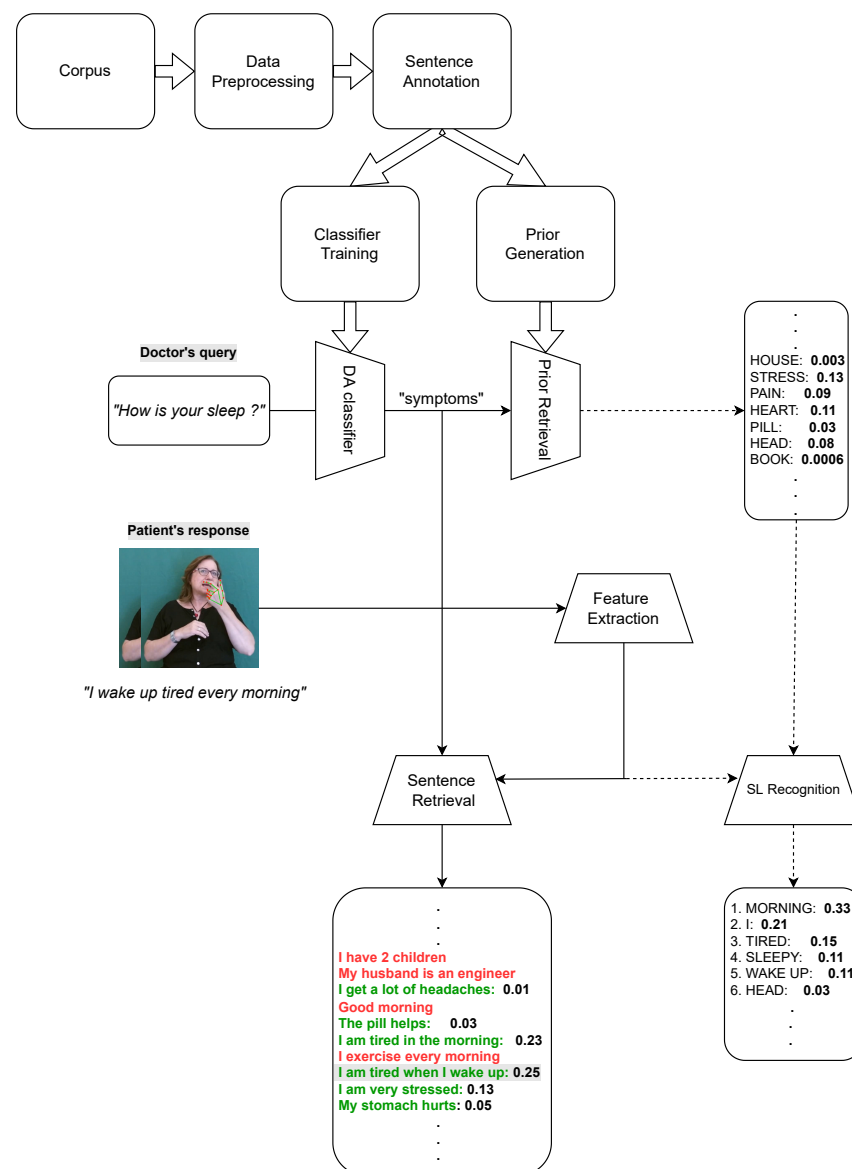 Corpus
Data
Preprocessing
Sentence
Annotation
Classifier
Training
Prior
Generation
Doctor's query
"How is your sleep ?"
DA classifier
"symptoms"
Prior Retrieval
.
.
.
HOUSE: 0.003
STRESS: 0.13
PAIN: 0.09
HEART: 0.11
PILL: 0.03
HEAD: 0.08
BOOK: 0.0006
.
.
.
Patient's response
"I wake up tired every morning"
Feature
Extraction
Sentence
Retrieval
SL Recognition
.
.
.
I have 2 children
My husband is an engineer
I get a lot of headaches: 0.01
Good morning
The pill helps: 0.03
I am tired in the morning: 0.23
I exercise every morning
I am tired when I wake up: 0.25
I am very stressed: 0.13
My stomach hurts: 0.05
.
.
.
1. MORNING: 0.33
2. I: 0.21
3. TIRED: 0.15
4. SLEEPY: 0.11
5. WAKE UP: 0.11
6. HEAD: 0.03
.
.
.